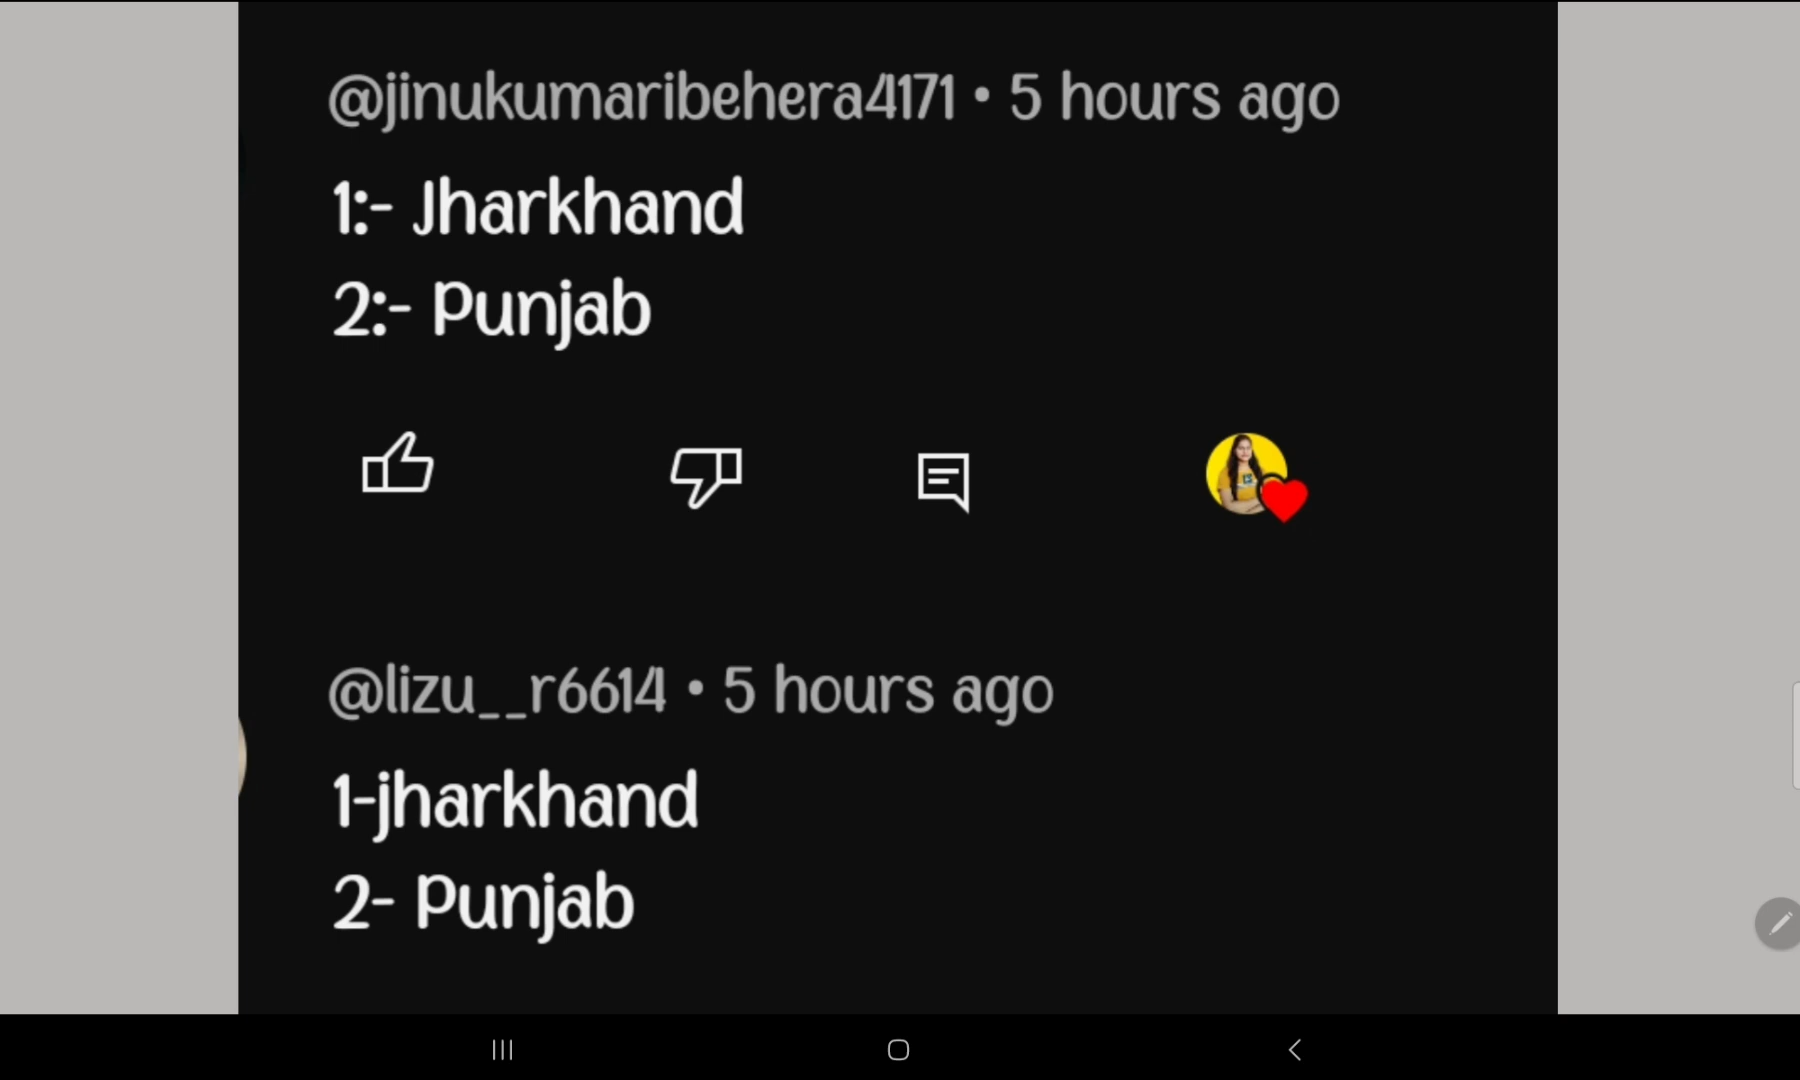 @jinukumaribehera4171 • 5 hours ago
1:- Jharkhand
2:- Punjab
@lizu__r6614 • 5 hours ago
1-jharkhand
2- Punjab